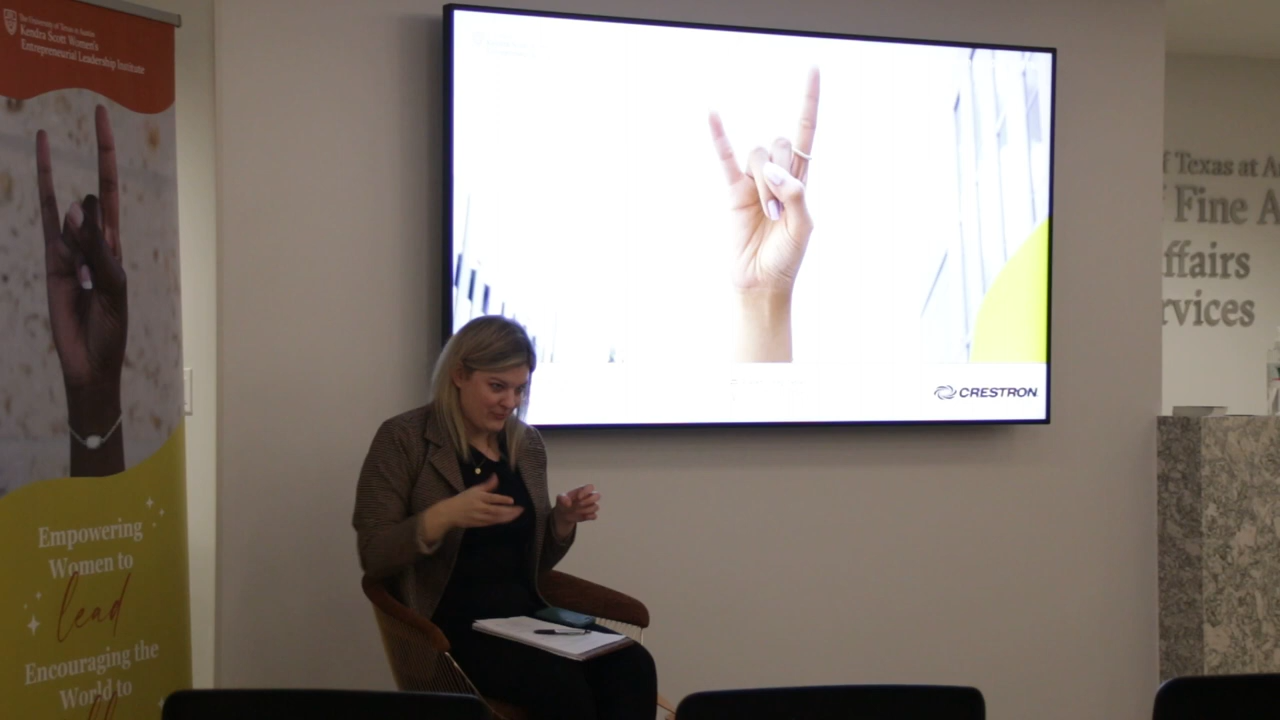 The University of Texas at Austin
Kendra Scott Women's
Entrepreneurial Leadership Institute
Empowering
Women to
lead
Encouraging the
World to
CRESTRON
f Texas at A
Fine A
ffairs
rvices